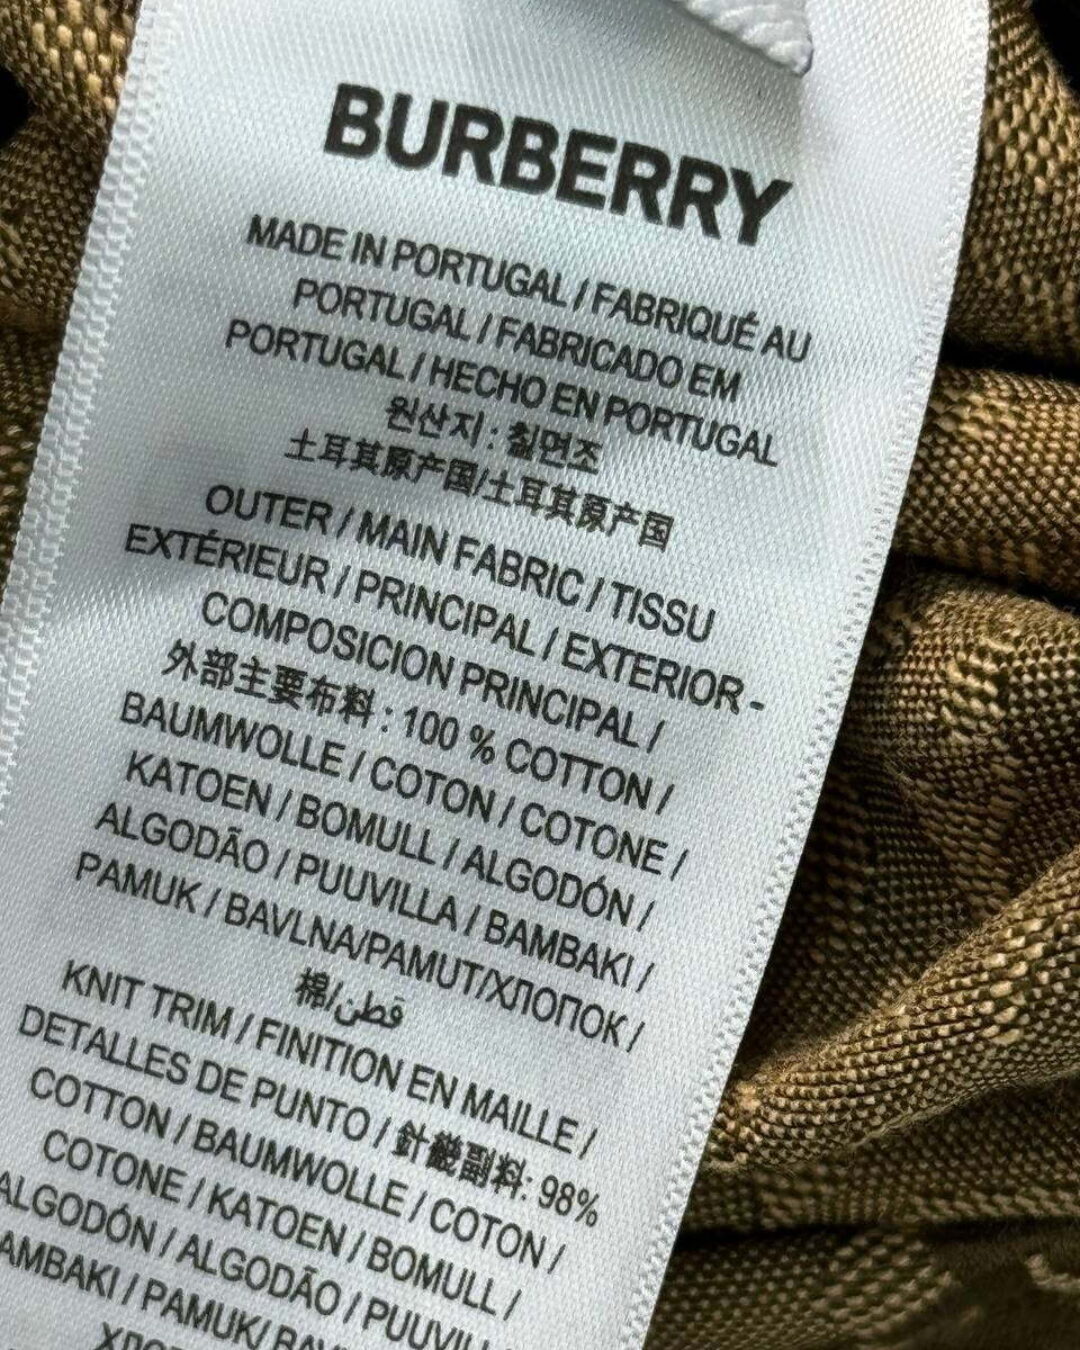 BURBERRY
MADE IN PORTUGAL / FABRIQUÉ AU
PORTUGAL / FABRICADO EM
PORTUGAL / HECHO EN PORTUGAL
원산지 : 칠면조
土耳其原产国/土耳其原产国
OUTER / MAIN FABRIC / TISSU
EXTÉRIEUR / PRINCIPAL / EXTERIOR -
COMPOSICION PRINCIPAL /
外部主要布料 : 100 % COTTON /
BAUMWOLLE / COTON / COTONE /
KATOEN / BOMULL / ALGODÓN /
ALGODÃO / PUUVILLA / BAMBAKI /
PAMUK / BAVLNA/PAMUT/ХЛОПОК /
棉/قطن
KNIT TRIM / FINITION EN MAILLE /
DETALLES DE PUNTO / 針織副料: 98%
COTTON / BAUMWOLLE / COTON /
COTONE / KATOEN / BOMULL /
ALGODÓN / ALGODÃO / PUUVIL
AMBAKI / PAMUK/ BAV
ХЛОР